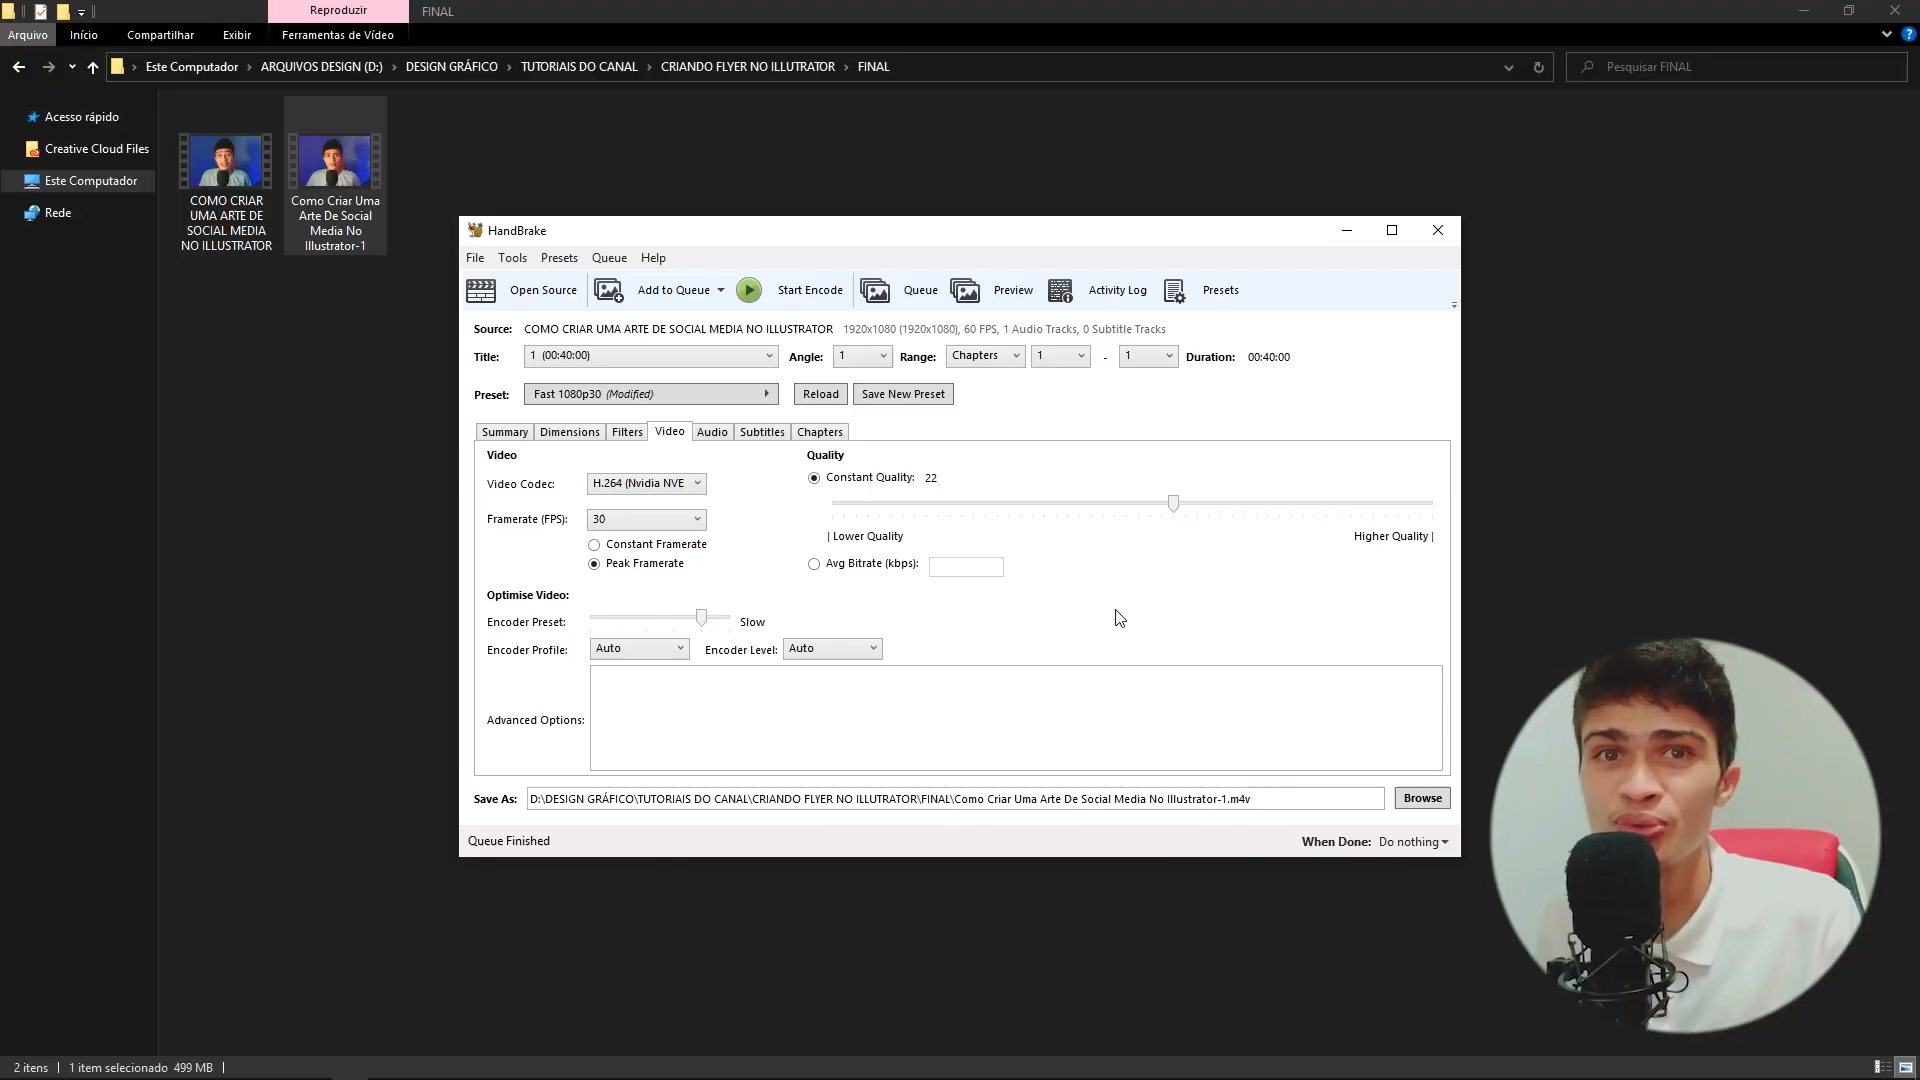 Reproduzir
FINAL
Arquivo
Início
Compartilhar
Exibir
Ferramentas de Vídeo
Este Computador > ARQUIVOS DESIGN (D:) > DESIGN GRÁFICO > TUTORIAIS DO CANAL > CRIANDO FLYER NO ILLUTRATOR > FINAL
Pesquisar FINAL
Acesso rápido
Creative Cloud Files
Este Computador
Rede
COMO CRIAR
UMA ARTE DE
SOCIAL MEDIA
NO ILLUSTRATOR
Como Criar Uma
Arte De Social
Media No
Illustrator-1
HandBrake
File Tools Presets Queue Help
Open Source
Add to Queue
Start Encode
Queue
Preview
Activity Log
Presets
Source: COMO CRIAR UMA ARTE DE SOCIAL MEDIA NO ILLUSTRATOR 1920x1080 (1920x1080), 60 FPS, 1 Audio Tracks, 0 Subtitle Tracks
Title: 1 (00:40:00) Angle: 1 Range: Chapters 1 - 1 Duration: 00:40:00
Preset: Fast 1080p30 (Modified) Reload Save New Preset
Summary Dimensions Filters Video Audio Subtitles Chapters
Video
Video Codec: H.264 (Nvidia NVE
Framerate (FPS): 30
Constant Framerate
Peak Framerate
Quality
Constant Quality: 22
| Lower Quality
Higher Quality |
Avg Bitrate (kbps):
Optimise Video:
Encoder Preset: Slow
Encoder Profile: Auto Encoder Level: Auto
Advanced Options:
Save As: D:\DESIGN GRÁFICO\TUTORIAIS DO CANAL\CRIANDO FLYER NO ILLUTRATOR\FINAL\Como Criar Uma Arte De Social Media No Illustrator-1.m4v Browse
Queue Finished
When Done: Do nothing
2 itens
1 item selecionado 499 MB